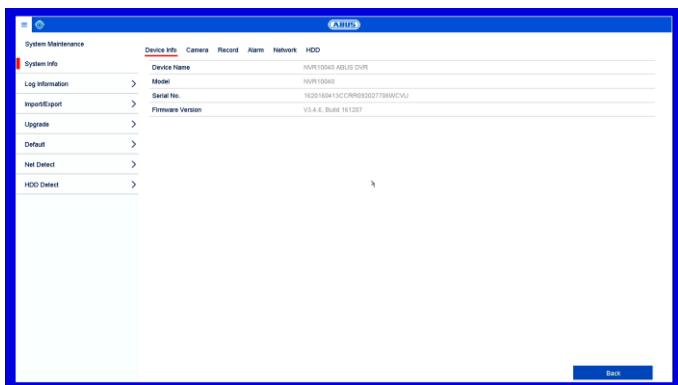 ABUS
System Maintenance
Device Info Camera Record Alarm Network HDD
System Info
Device Name NVR10040 ABUS DVR
Log Information
Model NVR10040
Serial No.
Import/Export
Firmware Version V3.4.6, Build 161207
Upgrade
Default
Net Detect
HDD Detect
Back